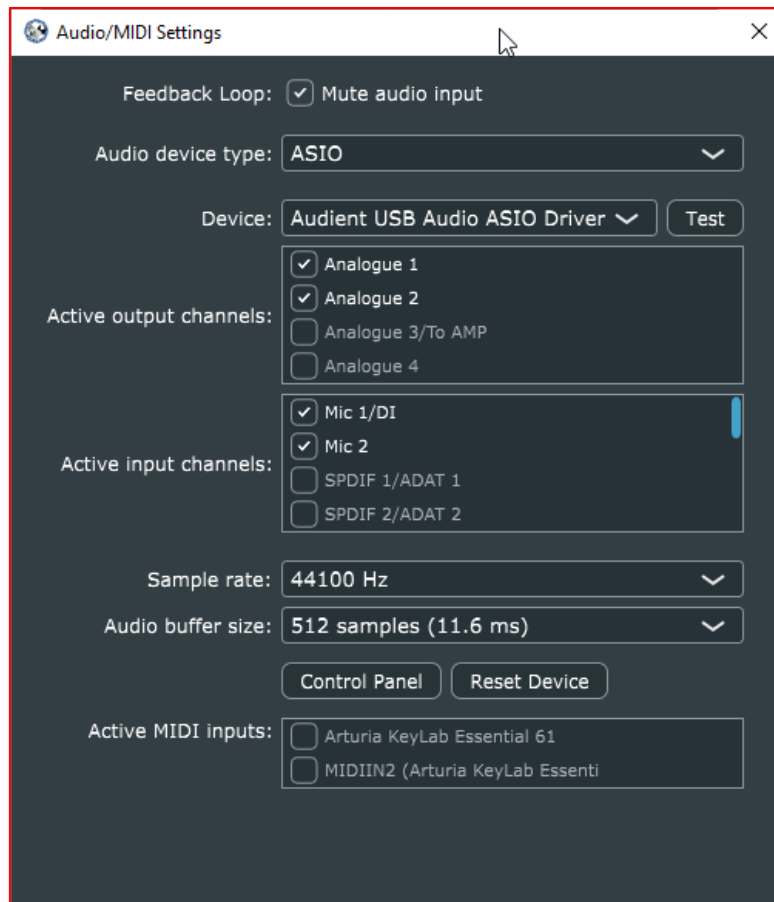 Audio/MIDI Settings
Feedback Loop: Mute audio input
Audio device type: ASIO
Device: Audient USB Audio ASIO Driver Test
Active output channels:
Analogue 1
Analogue 2
Analogue 3/To AMP
Analogue 4
Active input channels:
Mic 1/DI
Mic 2
SPDIF 1/ADAT 1
SPDIF 2/ADAT 2
Sample rate: 44100 Hz
Audio buffer size: 512 samples (11.6 ms)
Control Panel Reset Device
Active MIDI inputs:
Arturia KeyLab Essential 61
MIDIIN2 (Arturia KeyLab Essenti